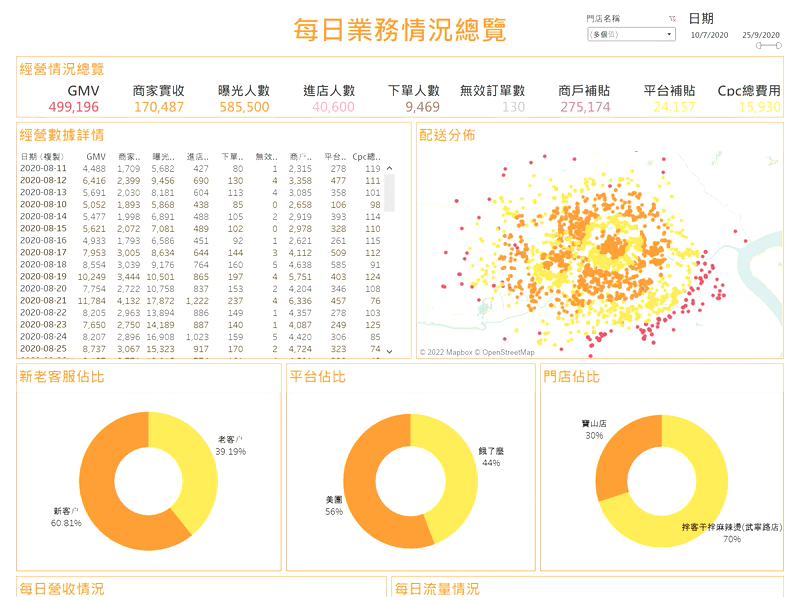 每日業務情況總覽
門店名稱
(多個值)
日期
10/7/2020 25/9/2020
經營情況總覽
GMV 商家實收 曝光人數 進店人數 下單人數 無效訂單數 商戶補貼 平台補貼 Cpc總費用
499,196 170,487 585,500 40,600 9,469 130 275,174 24,157 15,930
經營數據詳情
日期 (複製) GMV 商家.. 曝光.. 進店.. 下單.. 無效.. 商戶.. 平台.. Cpc總..
2020-08-11 4,488 1,709 5,682 427 80 1 2,315 278 119
2020-08-12 6,416 2,399 9,456 690 130 4 3,358 477 111
2020-08-13 5,691 2,030 8,181 604 113 4 3,085 358 101
2020-08-10 5,052 1,893 5,868 438 85 0 2,658 106 98
2020-08-14 5,477 1,998 6,891 488 105 2 2,919 393 114
2020-08-15 5,621 2,072 7,081 489 102 0 2,978 328 110
2020-08-16 4,933 1,793 6,586 451 92 1 2,621 261 115
2020-08-17 7,953 3,005 8,634 644 144 3 4,112 509 112
2020-08-18 8,554 3,039 9,176 764 160 5 4,638 585 91
2020-08-19 10,249 3,444 10,501 865 197 4 5,751 403 124
2020-08-20 7,754 2,722 10,758 837 153 2 4,204 346 108
2020-08-21 11,784 4,132 17,872 1,222 237 4 6,336 457 76
2020-08-22 8,205 2,963 13,894 886 149 1 4,357 278 103
2020-08-23 7,650 2,750 14,189 887 140 1 4,087 249 125
2020-08-24 8,207 2,896 16,908 1,023 159 5 4,420 306 85
2020-08-25 8,737 3,067 15,323 917 170 2 4,724 323 74
配送分佈
© 2022 Mapbox © OpenStreetMap
新老客服佔比
老客戶
39.19%
新客戶
60.81%
平台佔比
餓了麼
44%
美團
56%
門店佔比
寶山店
30%
拌客干拌麻辣燙(武寧路店)
70%
每日營收情況
每日流量情況